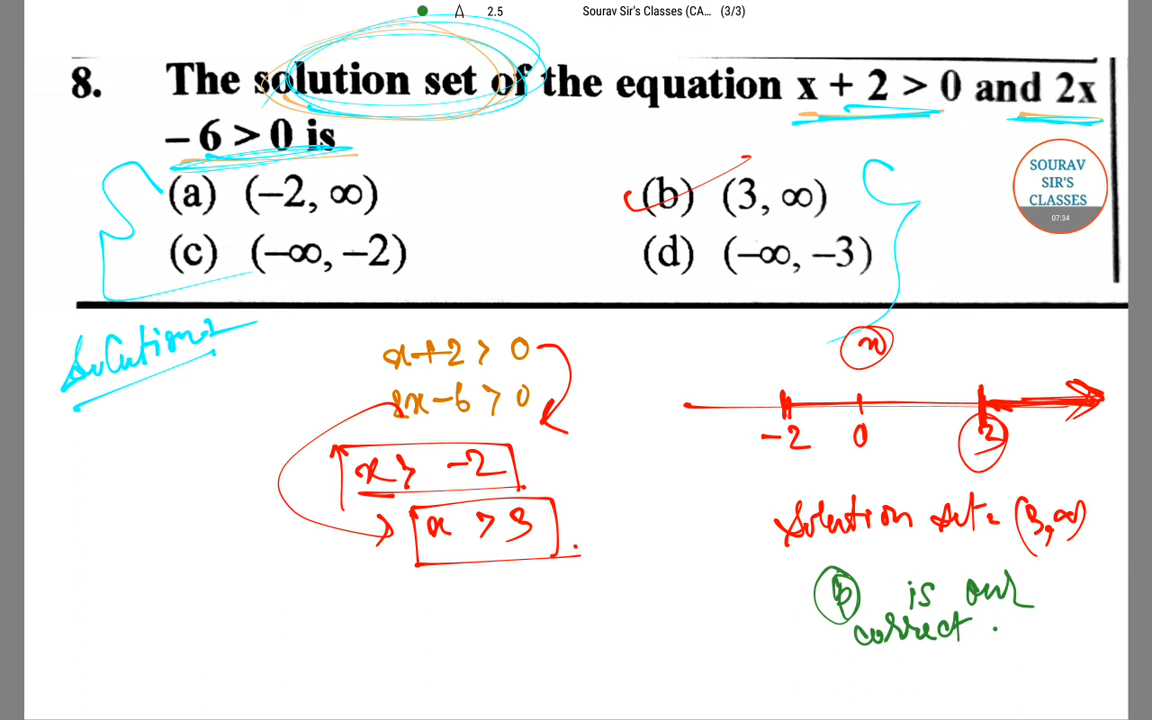 2.5 Sourav Sir's Classes (CA... (3/3)
8. The solution set of the equation x + 2 > 0 and 2x
– 6 > 0 is
(a) (–2, ∞) (b) (3, ∞)
(c) (–∞, –2) (d) (–∞, –3)
SOURAV
SIR'S
CLASSES
07:34
Solution
x+2 > 0
2x-6 > 0
x > -2
x > 3
∞
-2 0 3
Solution set = (3, ∞)
b is our
correct .